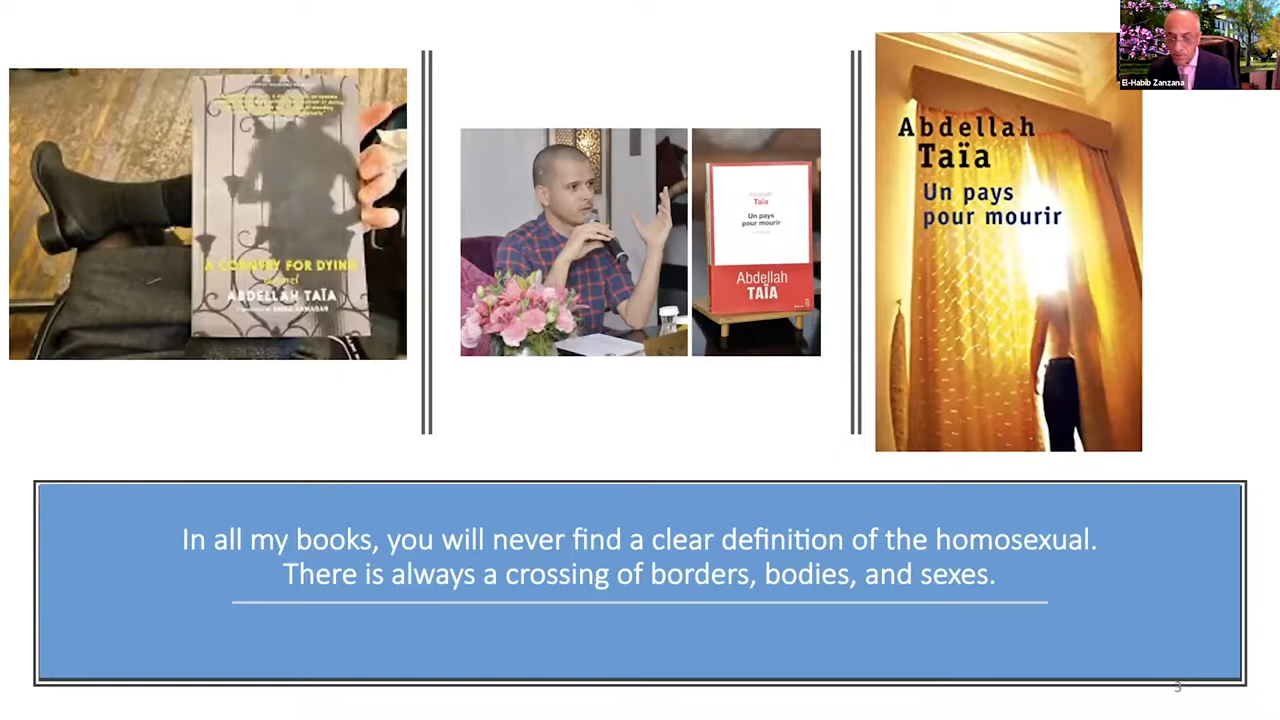 A COUNTRY FOR DYING
a novel
ABDELLAH TAÏA
Taïa
Un pays
pour mourir
Abdellah
TAÏA
Abdellah
Taïa
Un pays
pour mourir
El-Habib Zanzana
In all my books, you will never find a clear definition of the homosexual.
There is always a crossing of borders, bodies, and sexes.
3